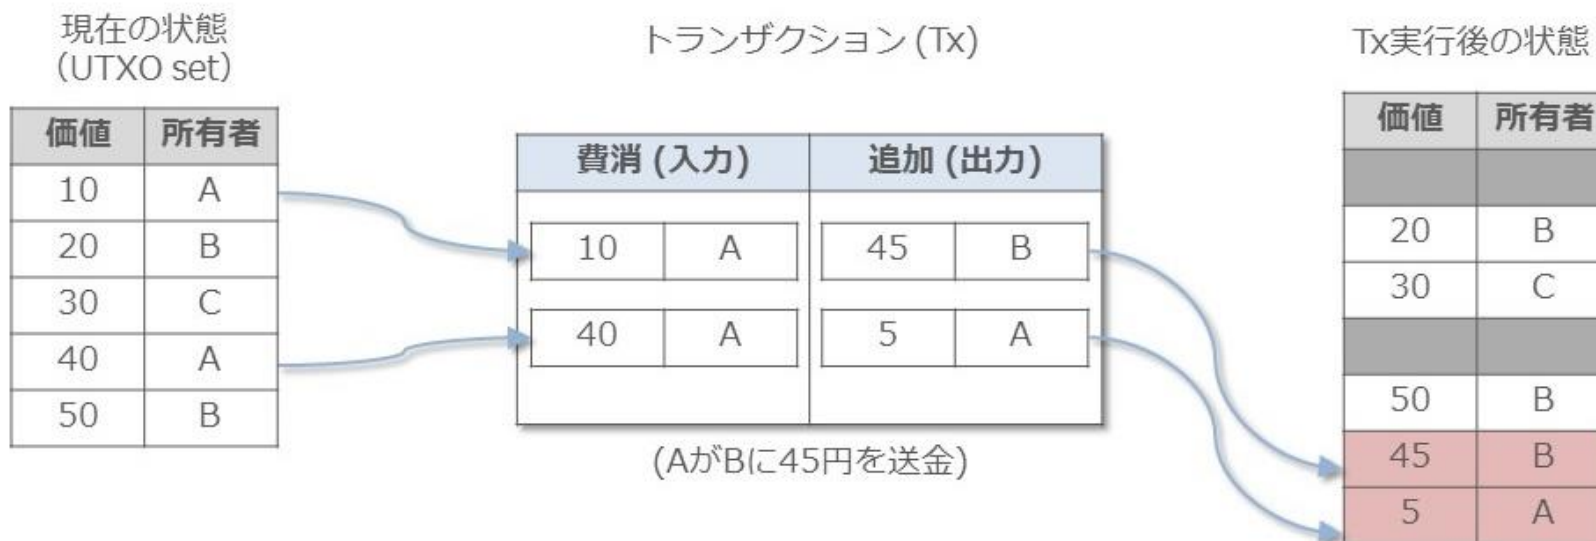 現在の状態
(UTXO set)
価値 所有者
10 A
20 B
30 C
40 A
50 B
トランザクション (Tx)
費消 (入力) 追加 (出力)
10 A 45 B
40 A 5 A
(AがBに45円を送金)
Tx実行後の状態
価値 所有者
20 B
30 C
50 B
45 B
5 A